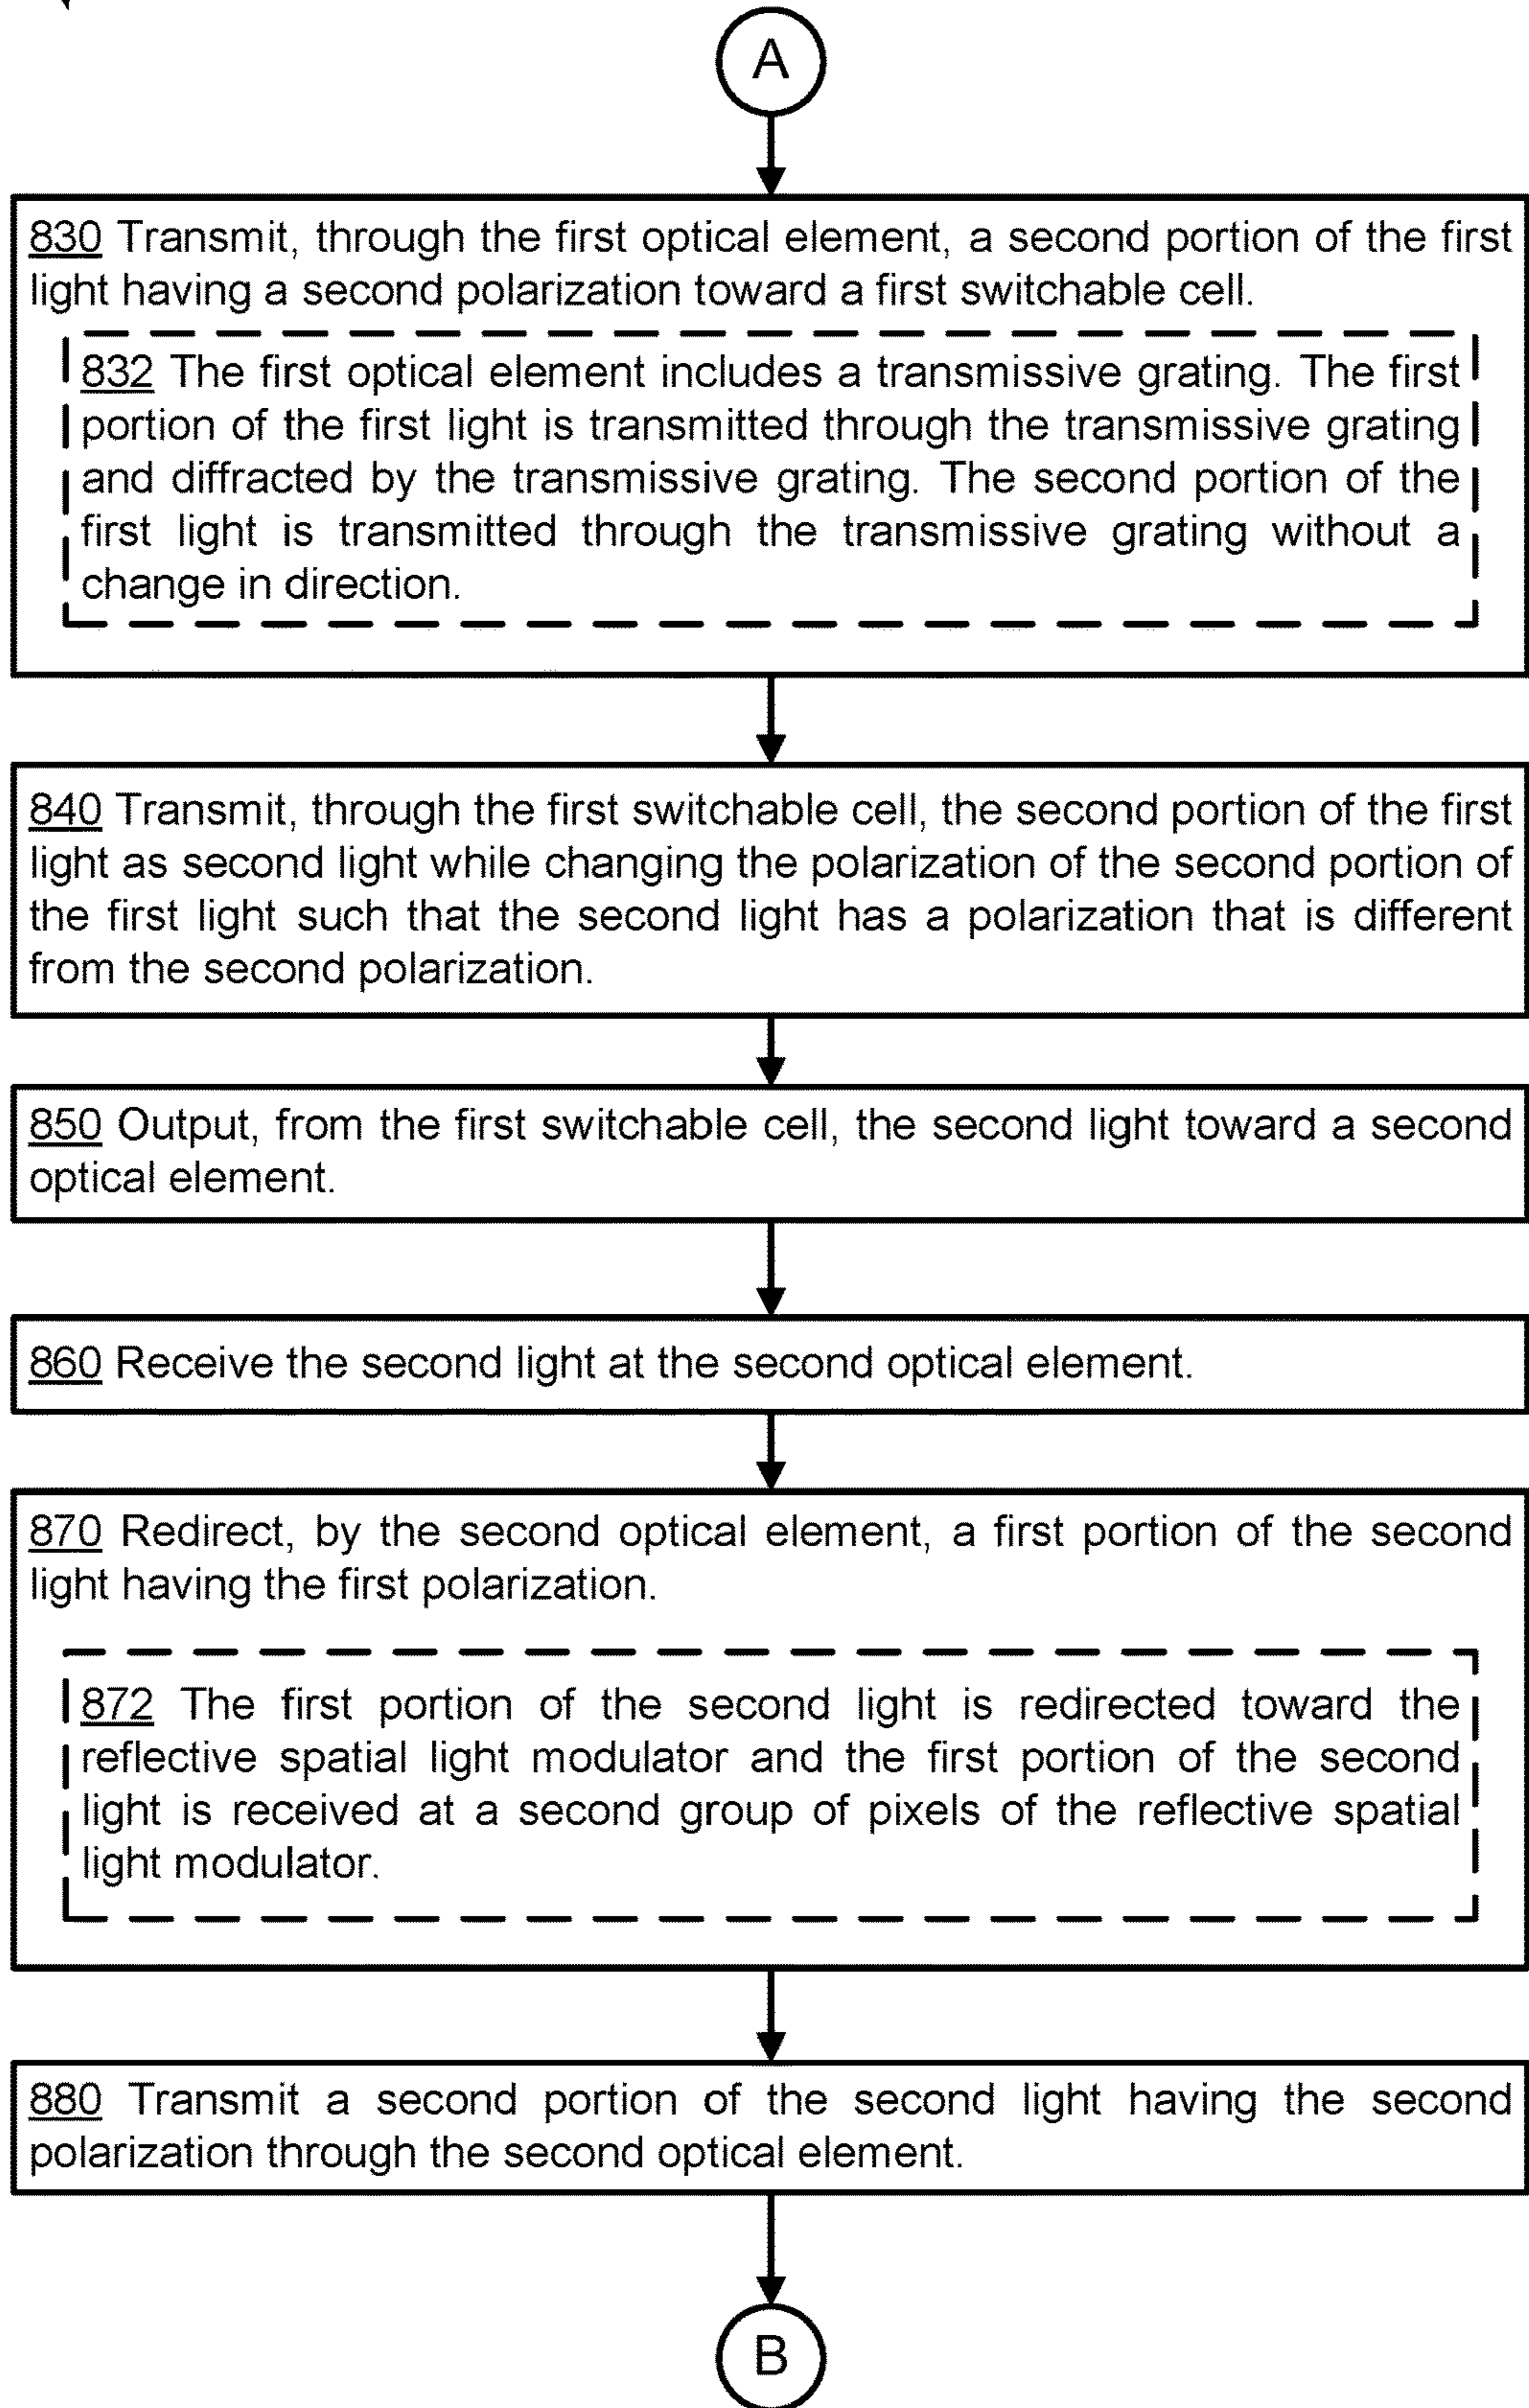 A
830 Transmit, through the first optical element, a second portion of the first
light having a second polarization toward a first switchable cell.
832 The first optical element includes a transmissive grating. The first
portion of the first light is transmitted through the transmissive grating
and diffracted by the transmissive grating. The second portion of the
first light is transmitted through the transmissive grating without a
change in direction.
840 Transmit, through the first switchable cell, the second portion of the first
light as second light while changing the polarization of the second portion of
the first light such that the second light has a polarization that is different
from the second polarization.
850 Output, from the first switchable cell, the second light toward a second
optical element.
860 Receive the second light at the second optical element.
870 Redirect, by the second optical element, a first portion of the second
light having the first polarization.
872 The first portion of the second light is redirected toward the
reflective spatial light modulator and the first portion of the second
light is received at a second group of pixels of the reflective spatial
light modulator.
880 Transmit a second portion of the second light having the second
polarization through the second optical element.
B